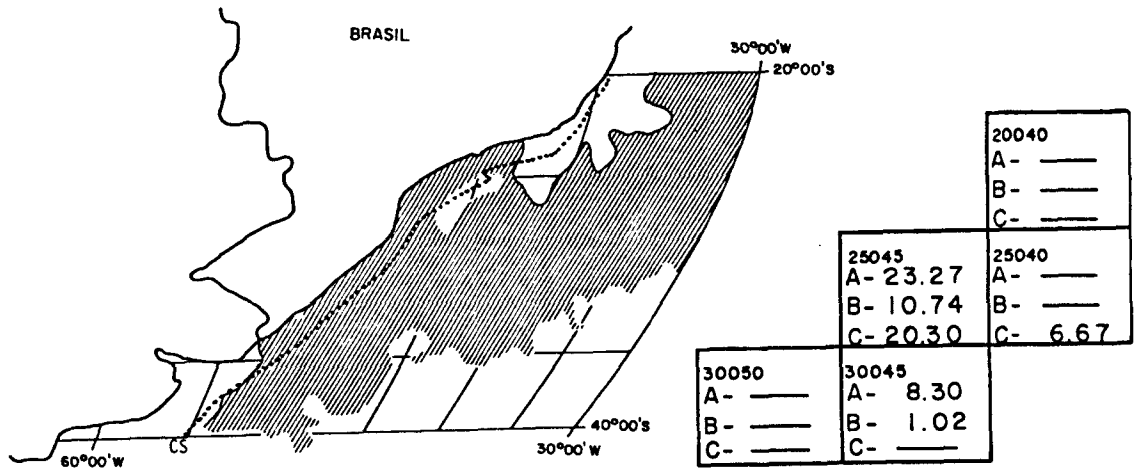 BRASIL
30°00'W
20°00'S
20040
A- ——
B- ——
C- ——
25045
A- 23.27
B- 10.74
C- 20.30
25040
A- ——
B- ——
C- 6.67
30050
A- ——
B- ——
C- ——
30045
A- 8.30
B- 1.02
C- ——
40°00'S
30°00'W
60°00'W
CS